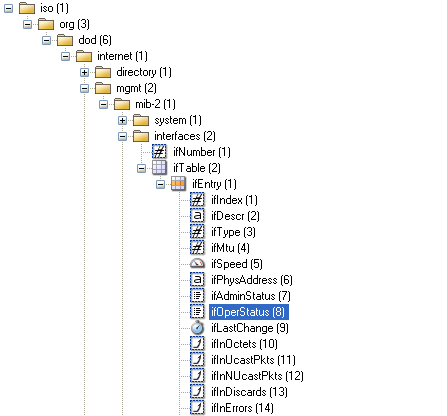 iso (1)
org (3)
dod (6)
internet (1)
directory (1)
mgmt (2)
mib-2 (1)
system (1)
interfaces (2)
ifNumber (1)
ifTable (2)
ifEntry (1)
ifIndex (1)
ifDescr (2)
ifType (3)
ifMtu (4)
ifSpeed (5)
ifPhysAddress (6)
ifAdminStatus (7)
ifOperStatus (8)
ifLastChange (9)
ifInOctets (10)
ifInUcastPkts (11)
ifInNUcastPkts (12)
ifInDiscards (13)
ifInErrors (14)